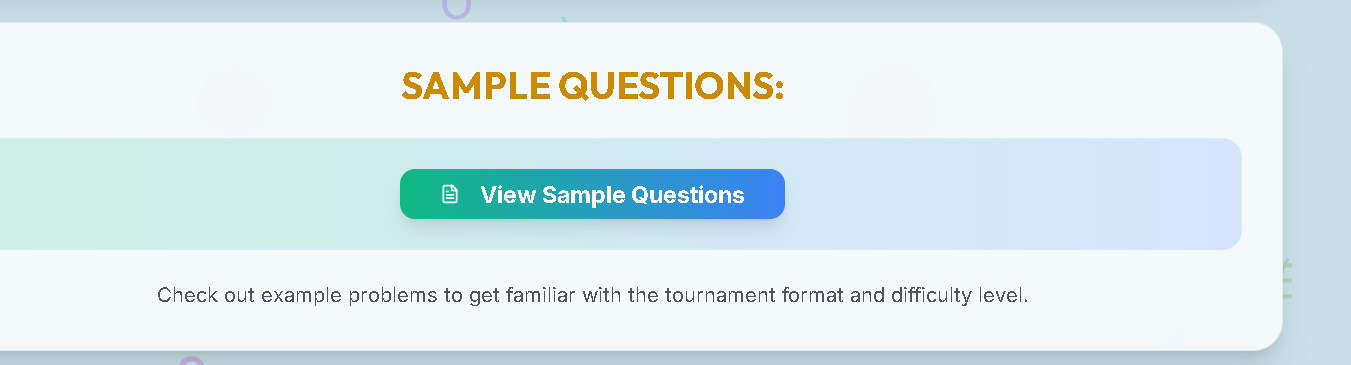 SAMPLE QUESTIONS:
View Sample Questions
Check out example problems to get familiar with the tournament format and difficulty level.